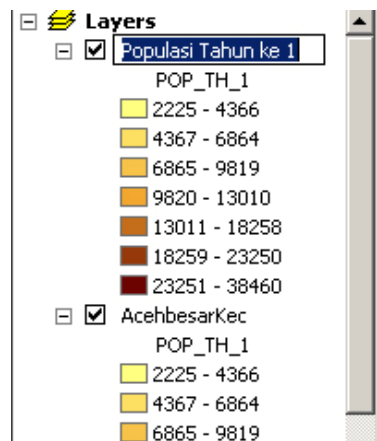 Layers
Populasi Tahun ke 1
POP_TH_1
2225 - 4366
4367 - 6864
6865 - 9819
9820 - 13010
13011 - 18258
18259 - 23250
23251 - 38460
AcehbesarKec
POP_TH_1
2225 - 4366
4367 - 6864
6865 - 9819